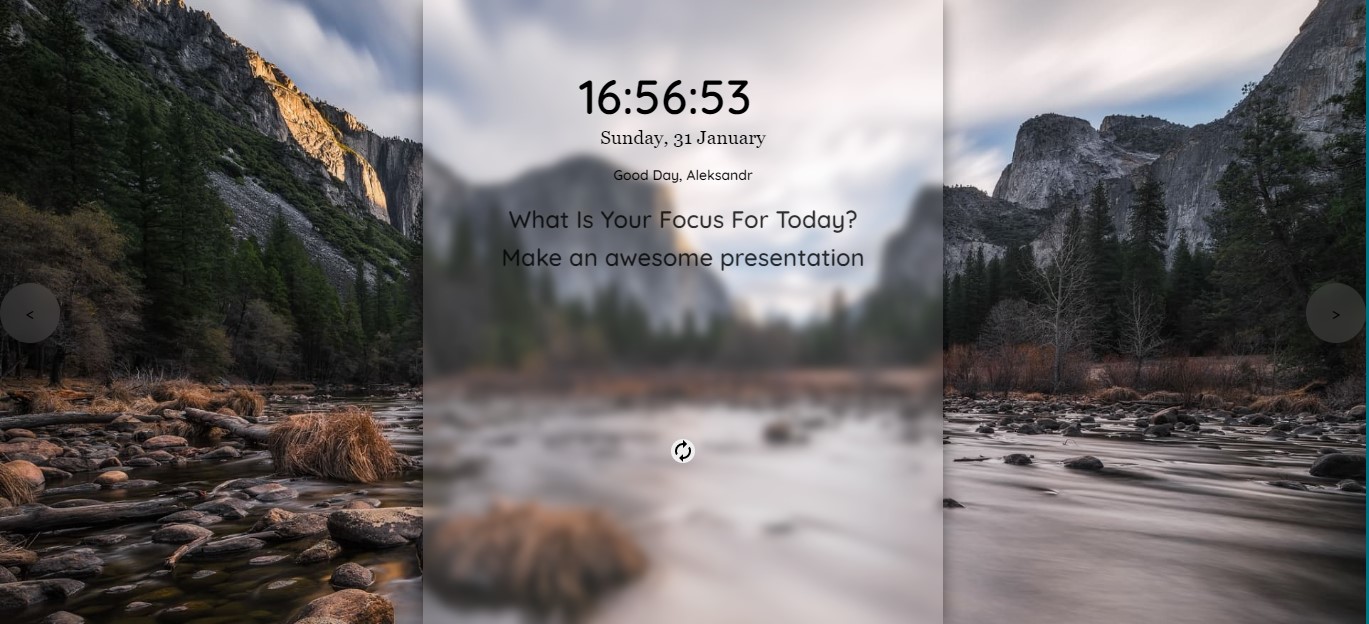 16:56:53
Sunday, 31 January
Good Day, Aleksandr
What Is Your Focus For Today?
Make an awesome presentation
<
>